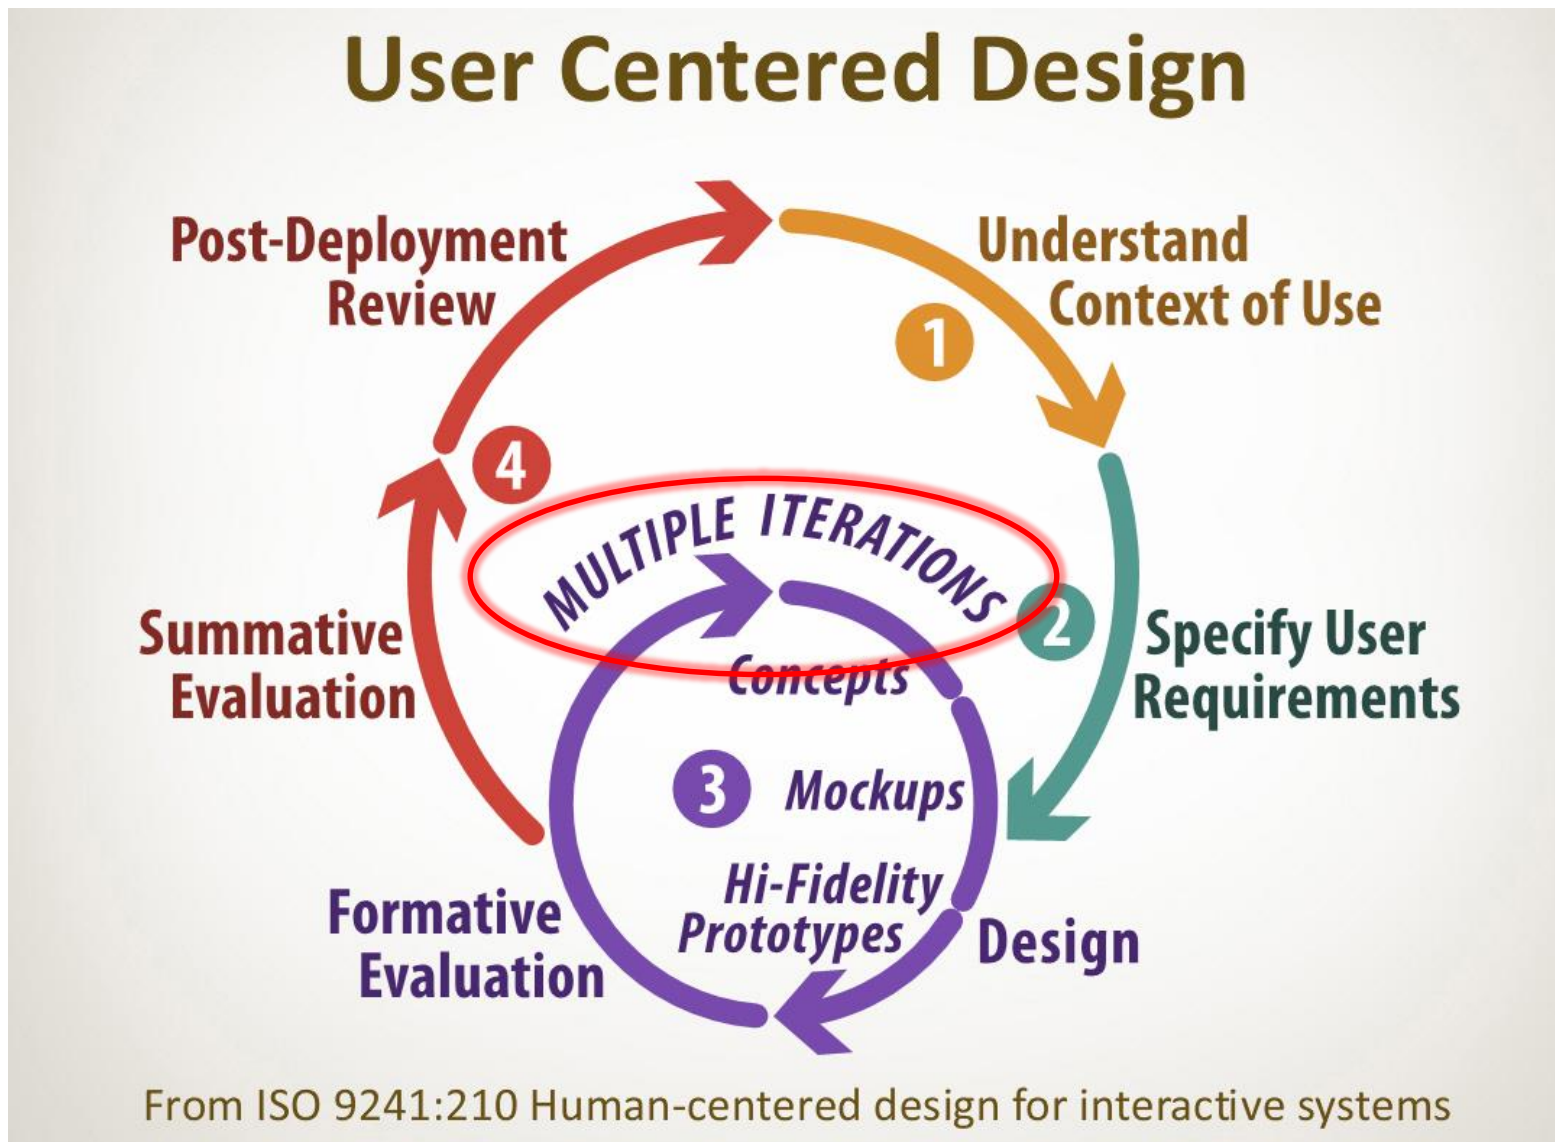 User Centered Design
Post-Deployment
Review
Understand
Context of Use
1
4
MULTIPLE ITERATIONS
2
Specify User
Requirements
Summative
Evaluation
Concepts
3
Mockups
Hi-Fidelity
Prototypes
Design
Formative
Evaluation
From ISO 9241:210 Human-centered design for interactive systems